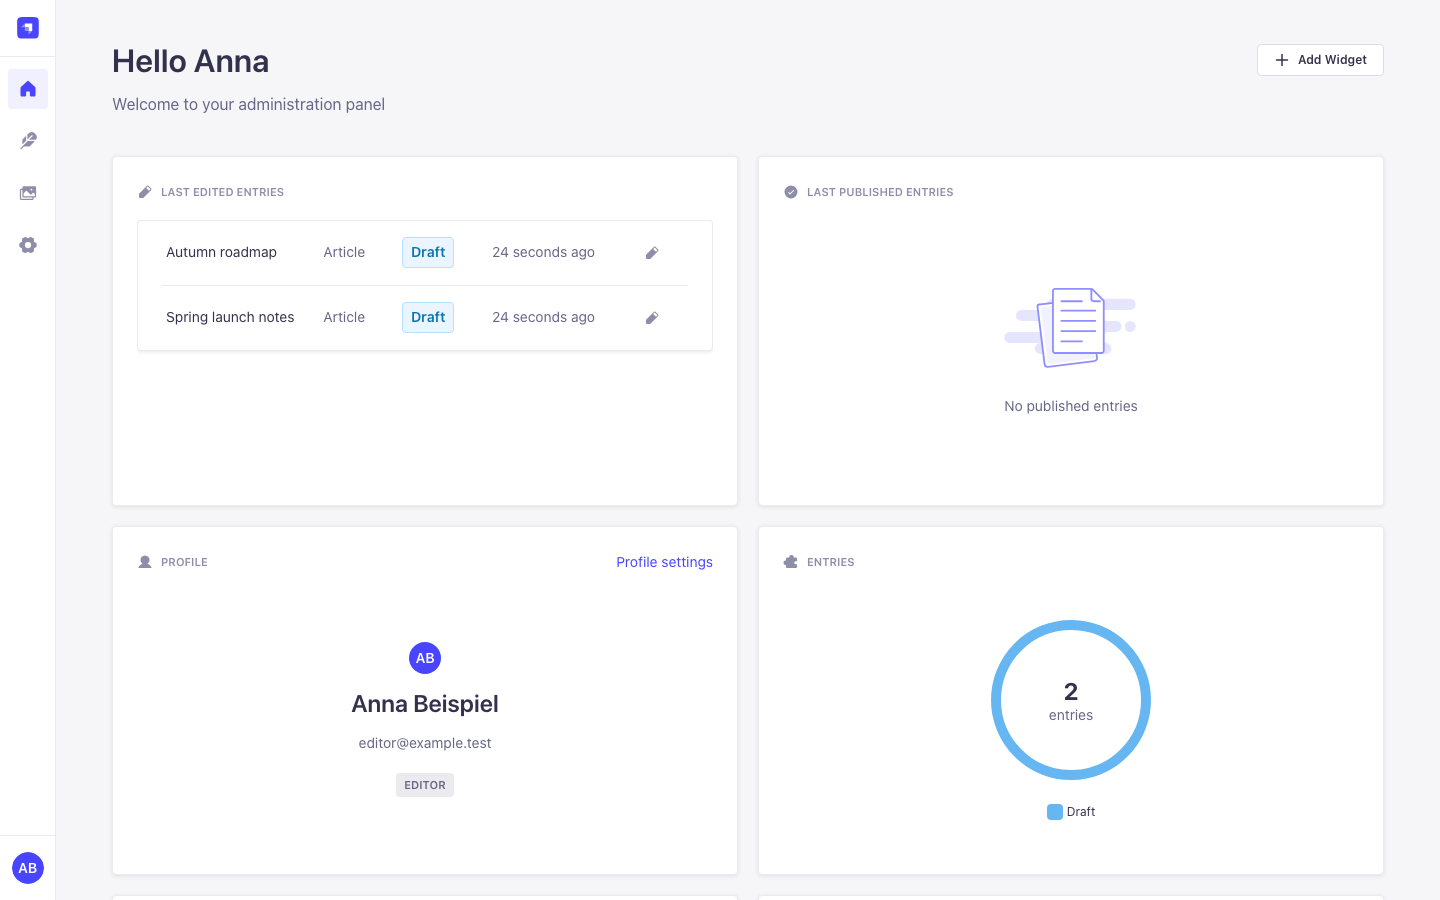 Hello Anna
Add Widget
Welcome to your administration panel
LAST EDITED ENTRIES
Autumn roadmap Article Draft 24 seconds ago
Spring launch notes Article Draft 24 seconds ago
LAST PUBLISHED ENTRIES
No published entries
PROFILE
Profile settings
AB
Anna Beispiel
editor@example.test
EDITOR
ENTRIES
2
entries
Draft
AB